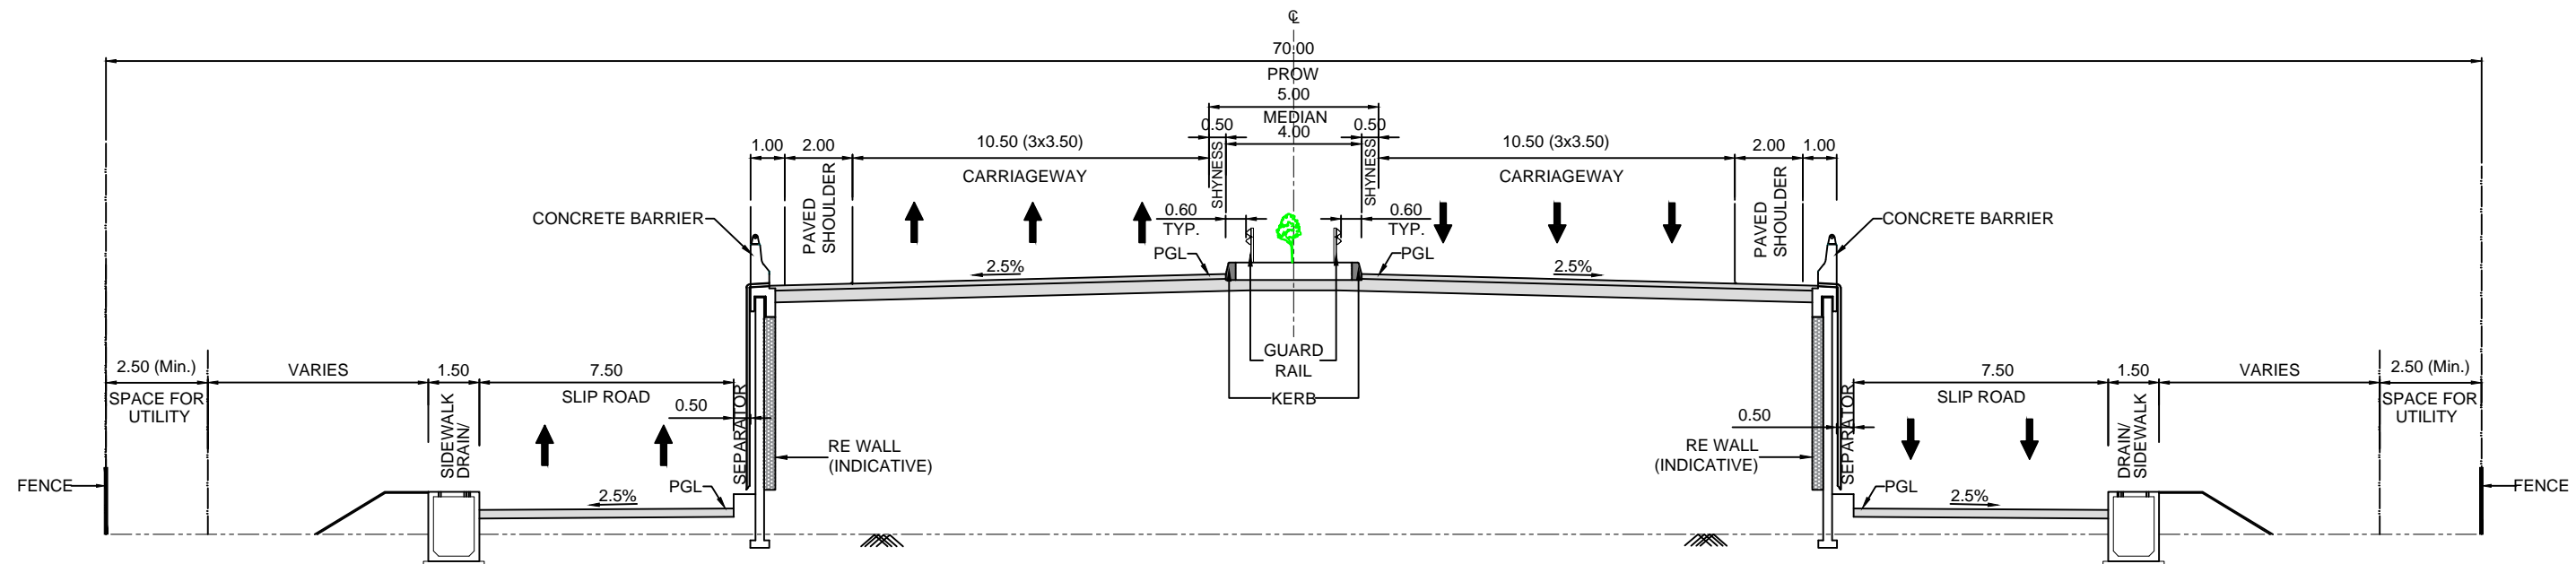 ℄
70.00
PROW
5.00
MEDIAN
0.50
4.00
0.50
1.00
2.00
10.50 (3x3.50)
10.50 (3x3.50)
2.00
1.00
CARRIAGEWAY
CARRIAGEWAY
SHYNESS
SHYNESS
PAVED
SHOULDER
PAVED
SHOULDER
CONCRETE BARRIER
CONCRETE BARRIER
0.60
TYP.
0.60
TYP.
PGL
PGL
2.5%
2.5%
GUARD
RAIL
KERB
2.50 (Min.)
SPACE FOR
UTILITY
VARIES
1.50
7.50
SLIP ROAD
SIDEWALK
DRAIN/
0.50
SEPARATOR
RE WALL
(INDICATIVE)
RE WALL
(INDICATIVE)
0.50
SEPARATOR
7.50
SLIP ROAD
1.50
DRAIN/
SIDEWALK
VARIES
2.50 (Min.)
SPACE FOR
UTILITY
FENCE
PGL
2.5%
PGL
2.5%
FENCE